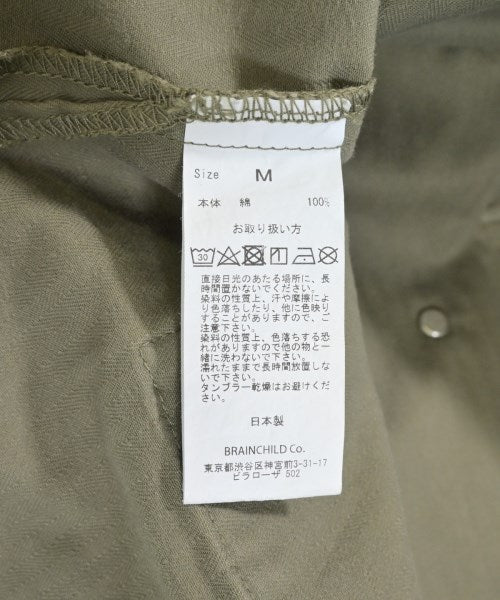 Size M
本体 綿 100%
お取り扱い方
30
直接日光のあたる場所に、長
時間置かないでください。
染料の性質上、汗や摩擦によ
り色落ちしたり、他に色映り
することがありますので、ご
注意下さい。
染料の性質上、色落ちする恐
れがありますので他の物と一
緒に洗わないで下さい。
濡れたままで長時間放置しな
いで下さい。
タンブラー乾燥はお避けくだ
さい。
日本製
BRAINCHILD Co.
東京都渋谷区神宮前3-31-17
ビラローザ 502